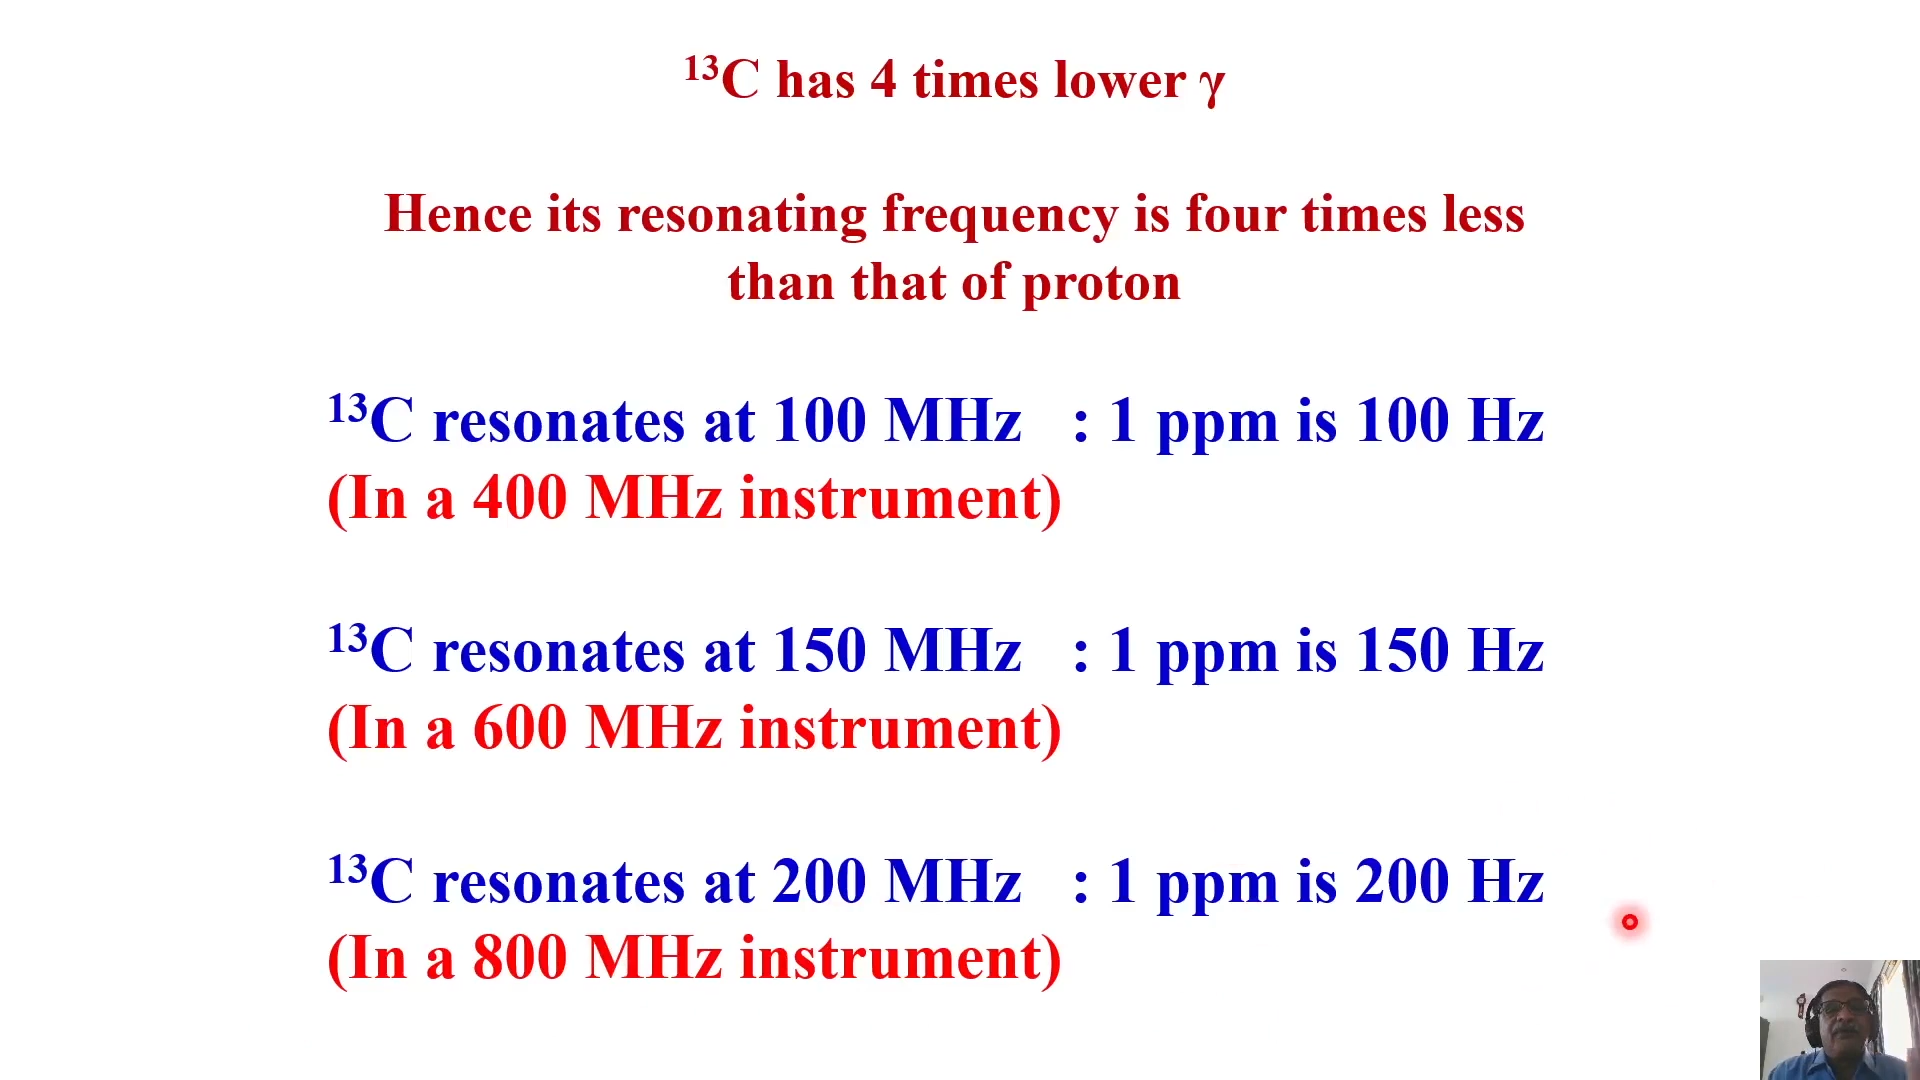 ¹³C has 4 times lower γ
Hence its resonating frequency is four times less
than that of proton
¹³C resonates at 100 MHz : 1 ppm is 100 Hz
(In a 400 MHz instrument)
¹³C resonates at 150 MHz : 1 ppm is 150 Hz
(In a 600 MHz instrument)
¹³C resonates at 200 MHz : 1 ppm is 200 Hz
(In a 800 MHz instrument)